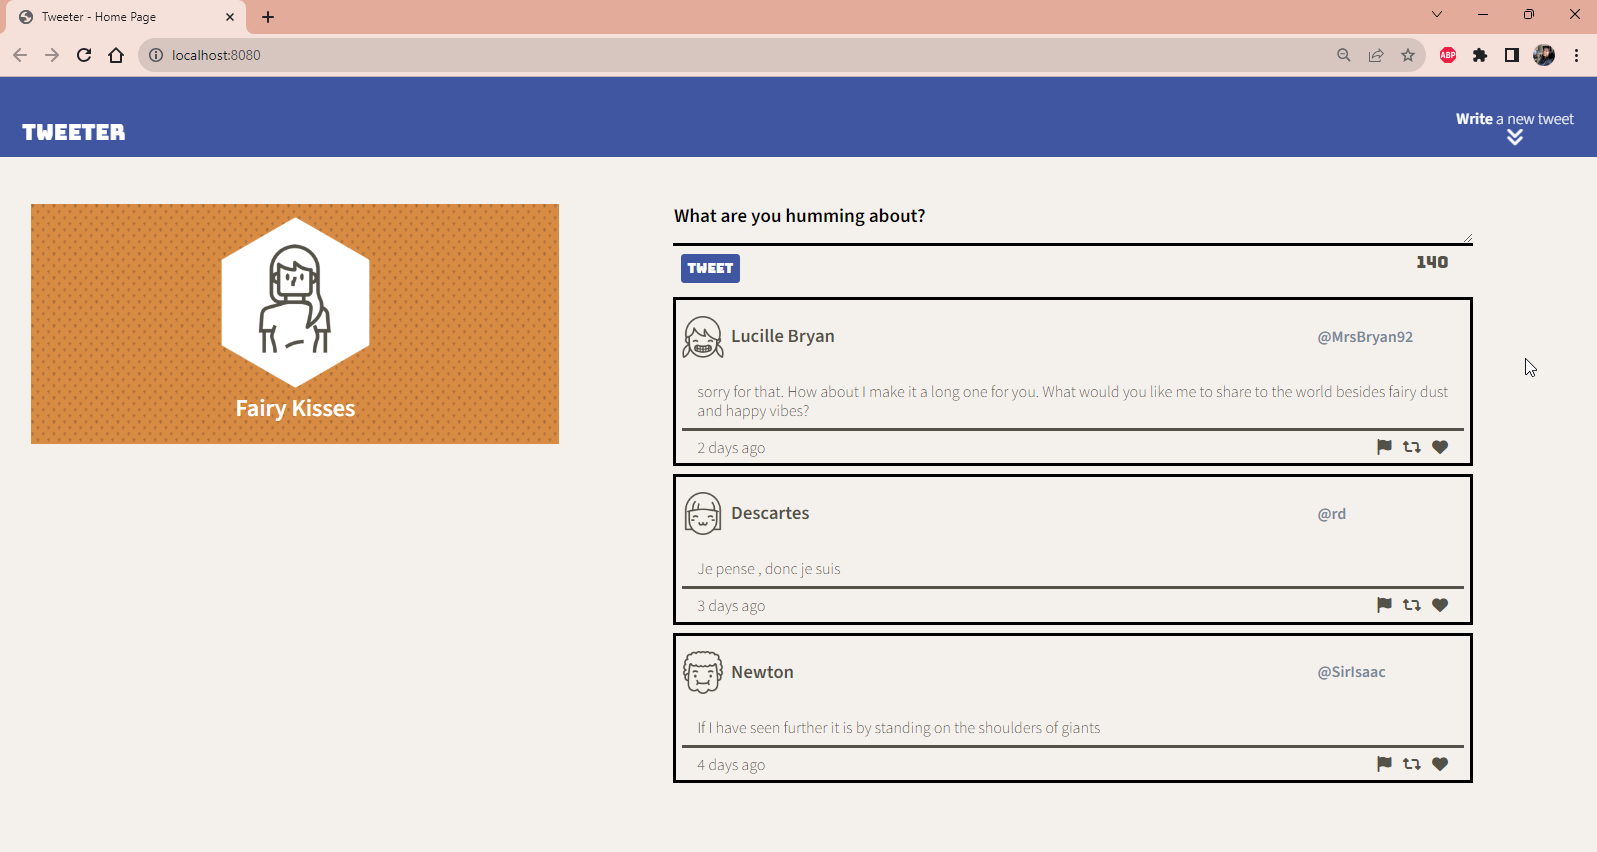 Tweeter - Home Page
localhost:8080
ABP
TWEETER
Write a new tweet
Fairy Kisses
What are you humming about?
TWEET
140
Lucille Bryan
@MrsBryan92
sorry for that. How about I make it a long one for you. What would you like me to share to the world besides fairy dust
and happy vibes?
2 days ago
Descartes
@rd
Je pense , donc je suis
3 days ago
Newton
@SirIsaac
If I have seen further it is by standing on the shoulders of giants
4 days ago